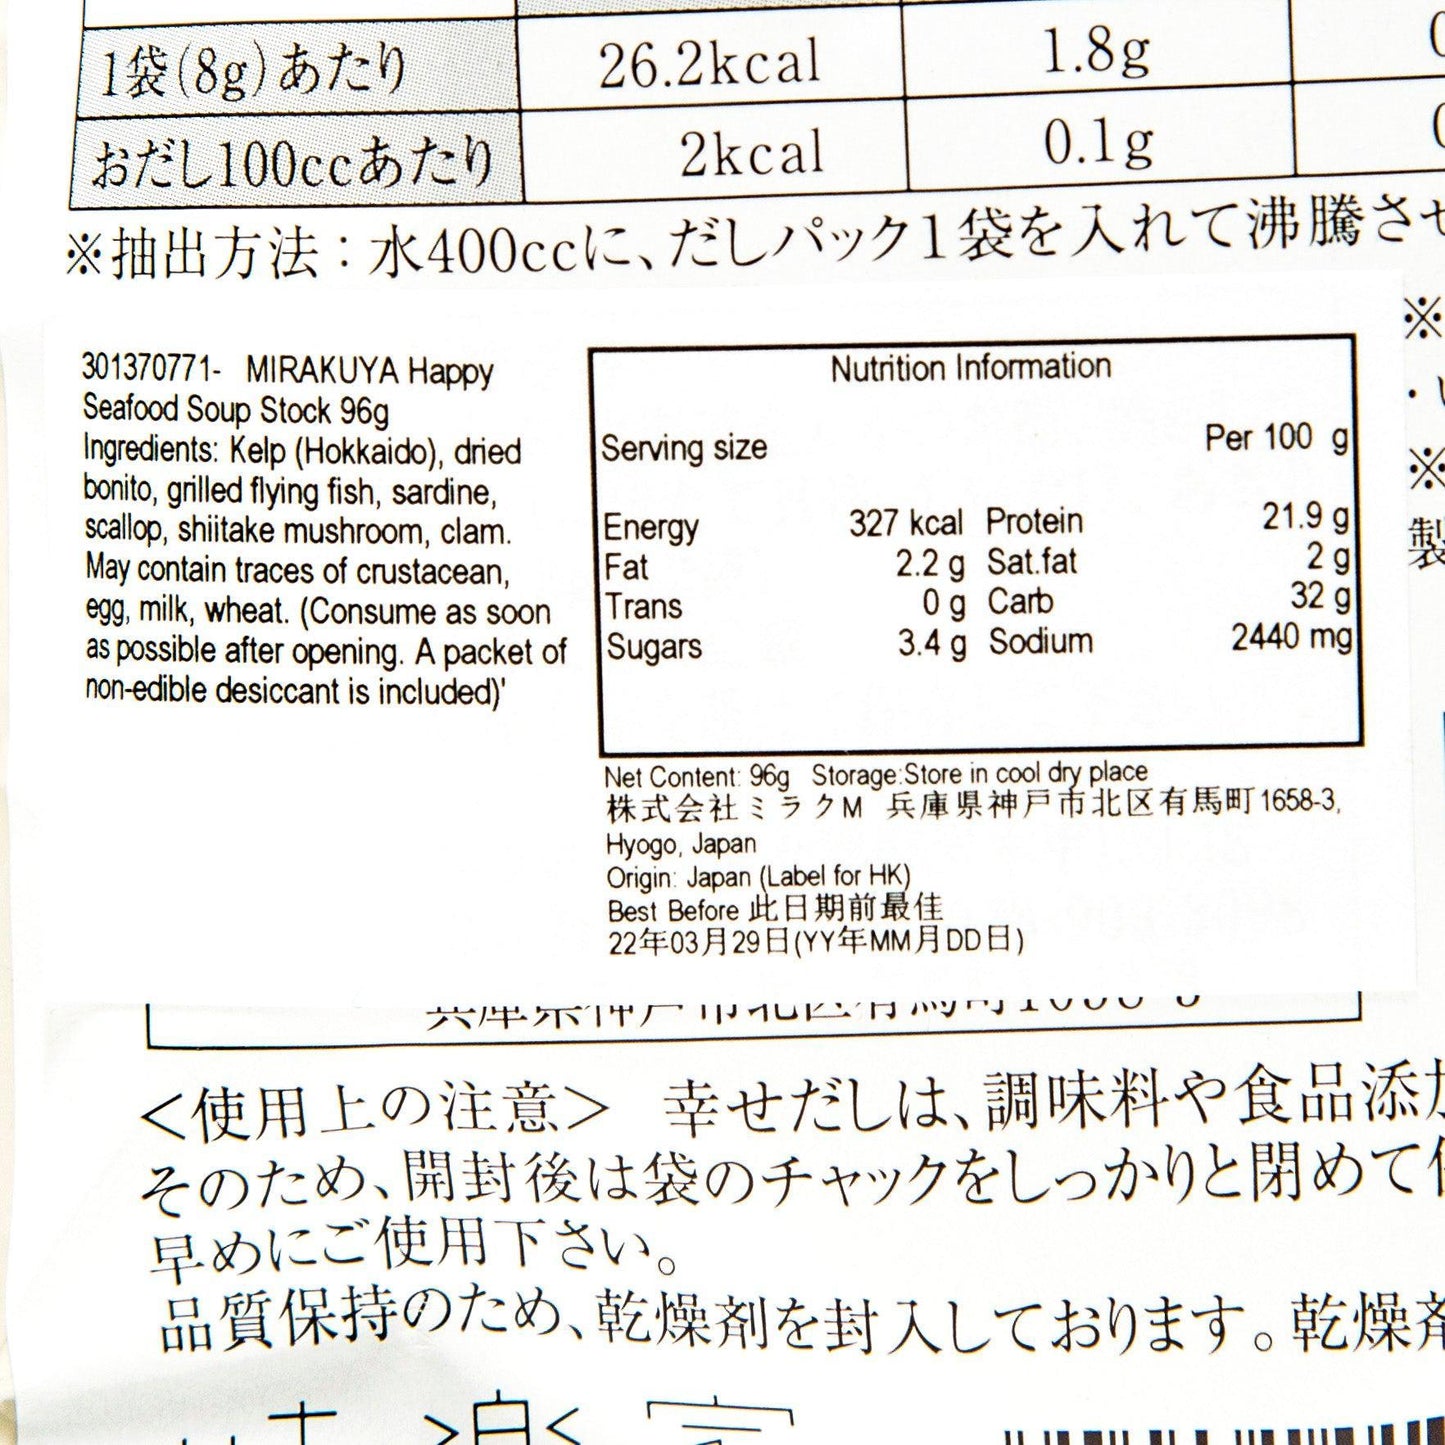 1袋(8g)あたり 26.2kcal 1.8g
おだし100ccあたり 2kcal 0.1g
※抽出方法：水400ccに、だしパック1袋を入れて沸騰させ
※
※
製
301370771- MIRAKUYA Happy
Seafood Soup Stock 96g
Ingredients: Kelp (Hokkaido), dried
bonito, grilled flying fish, sardine,
scallop, shiitake mushroom, clam.
May contain traces of crustacean,
egg, milk, wheat. (Consume as soon
as possible after opening. A packet of
non-edible desiccant is included)'
Nutrition Information
Serving size Per 100 g
Energy 327 kcal Protein 21.9 g
Fat 2.2 g Sat.fat 2 g
Trans 0 g Carb 32 g
Sugars 3.4 g Sodium 2440 mg
Net Content: 96g Storage:Store in cool dry place
株式会社ミラクM 兵庫県神戸市北区有馬町1658-3,
Hyogo, Japan
Origin: Japan (Label for HK)
Best Before 此日期前最佳
22年03月29日(YY年MM月DD日)
＜使用上の注意＞ 幸せだしは、調味料や食品添加
そのため、開封後は袋のチャックをしっかりと閉めて
早めにご使用下さい。
品質保持のため、乾燥剤を封入しております。乾燥剤